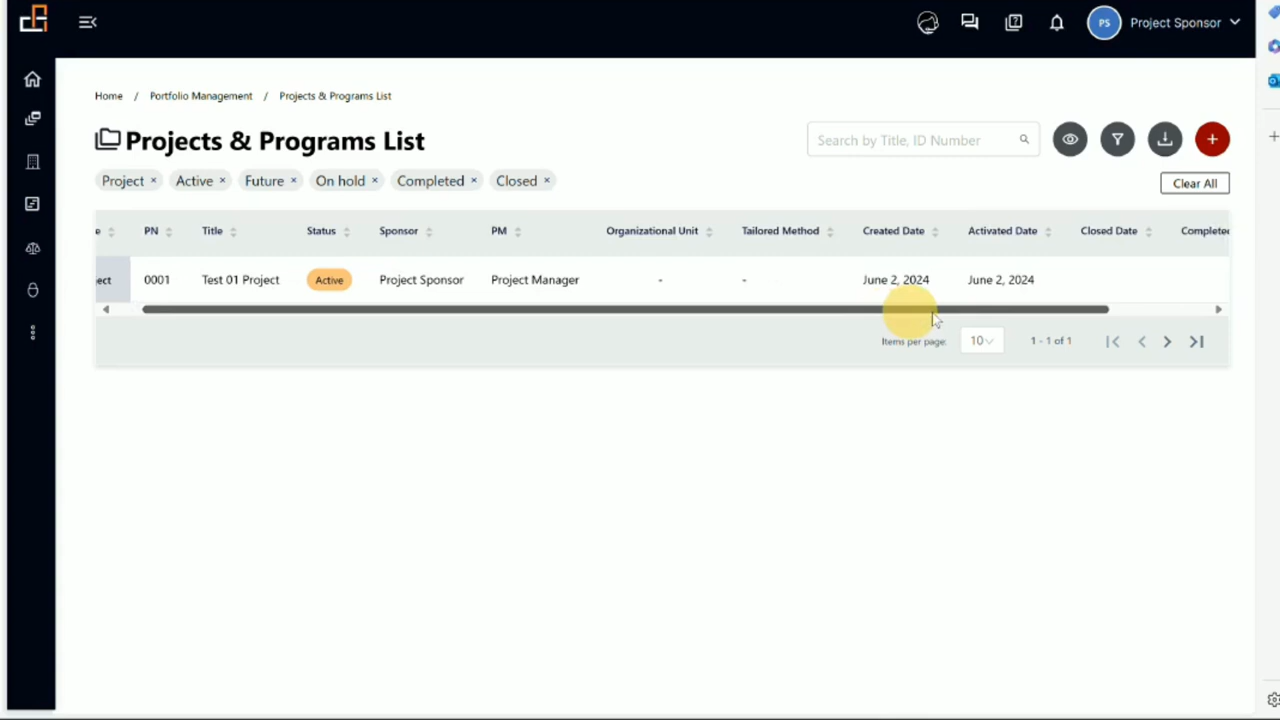 PS Project Sponsor
Home / Portfolio Management / Projects & Programs List
Projects & Programs List
Search by Title, ID Number
Project × Active × Future × On hold × Completed × Closed ×
Clear All
e PN Title Status Sponsor PM Organizational Unit Tailored Method Created Date Activated Date Closed Date Complete
ect 0001 Test 01 Project Active Project Sponsor Project Manager - - June 2, 2024 June 2, 2024
Items per page: 10 1 - 1 of 1